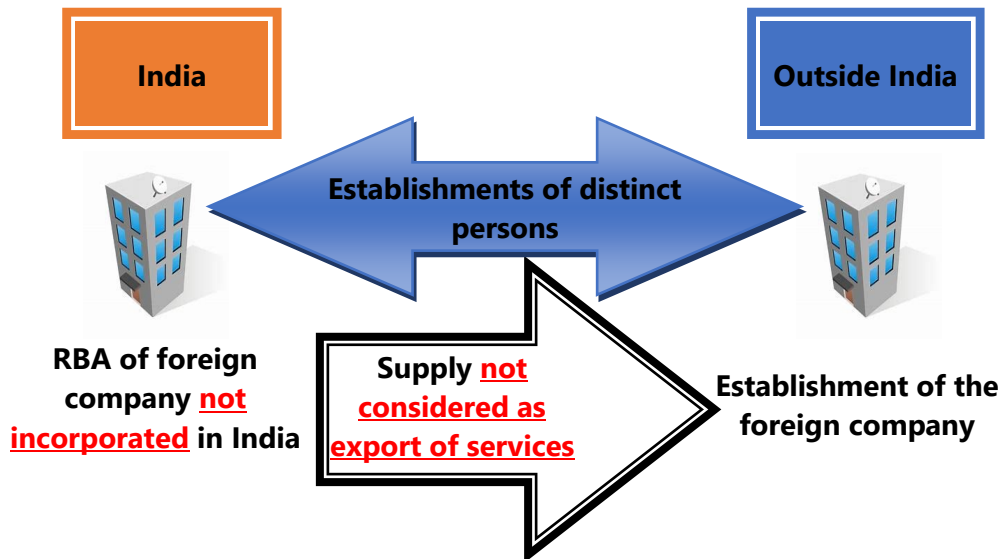 India
Outside India
Establishments of distinct
persons
RBA of foreign
company not
incorporated in India
Supply not
considered as
export of services
Establishment of the
foreign company